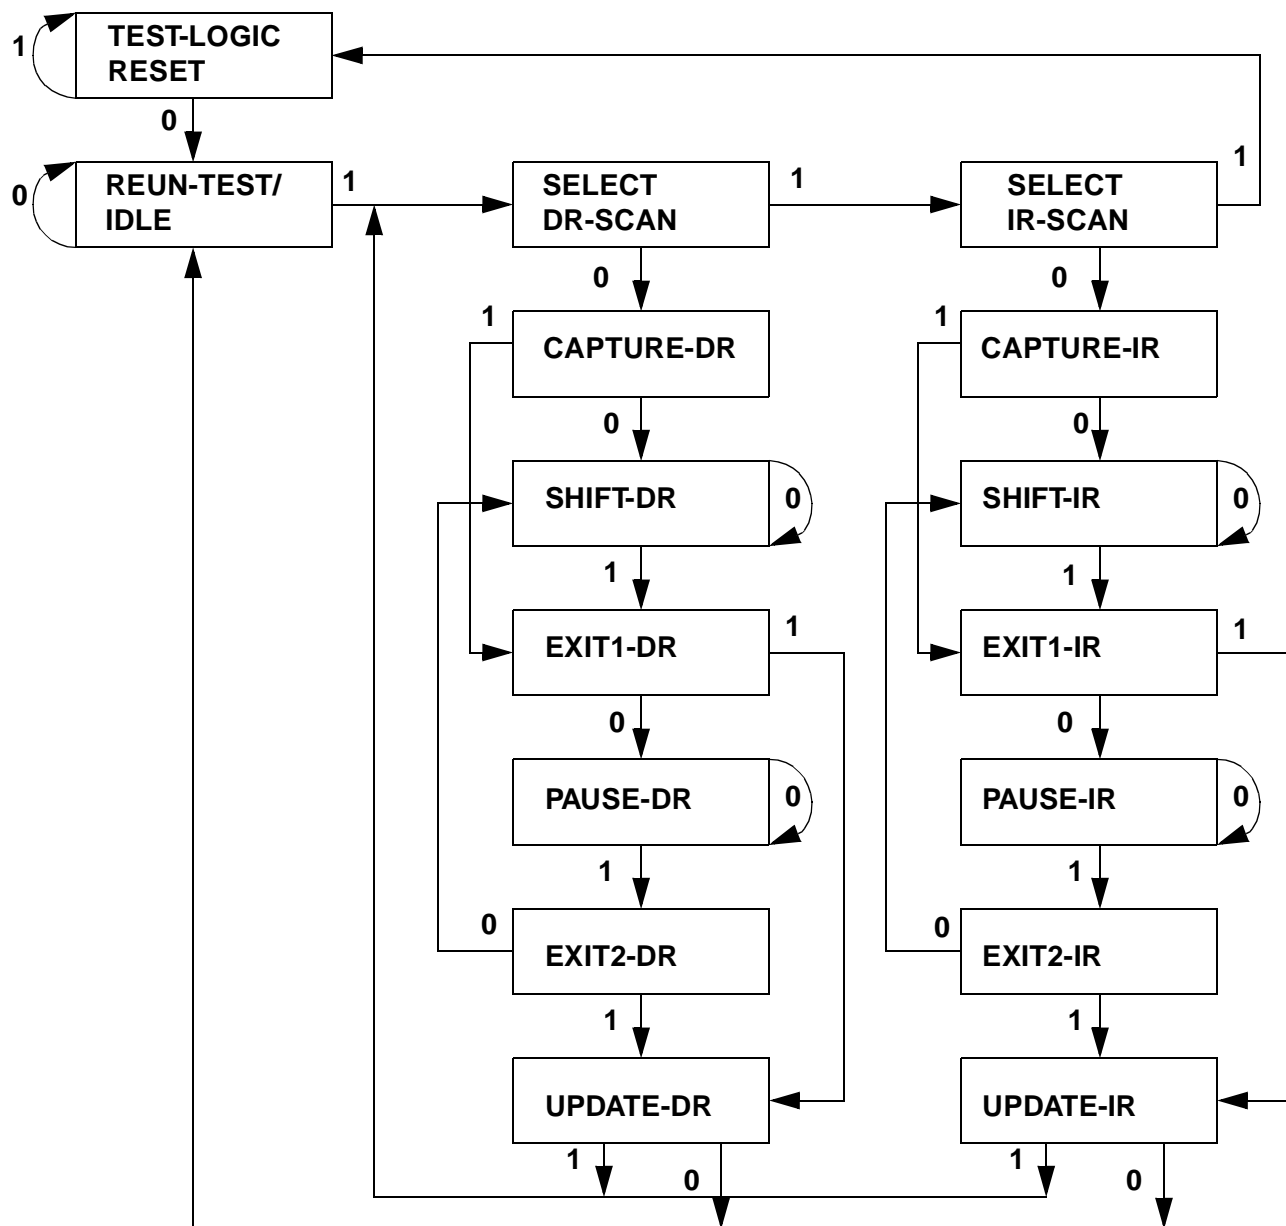 TEST-LOGIC
RESET
1
0
REUN-TEST/
IDLE
0
1
SELECT
DR-SCAN
1
SELECT
IR-SCAN
1
0
0
1
CAPTURE-DR
1
CAPTURE-IR
0
0
SHIFT-DR
0
SHIFT-IR
0
1
1
EXIT1-DR
1
EXIT1-IR
1
0
0
PAUSE-DR
0
PAUSE-IR
0
1
1
0
EXIT2-DR
0
EXIT2-IR
1
1
UPDATE-DR
UPDATE-IR
1
0
1
0